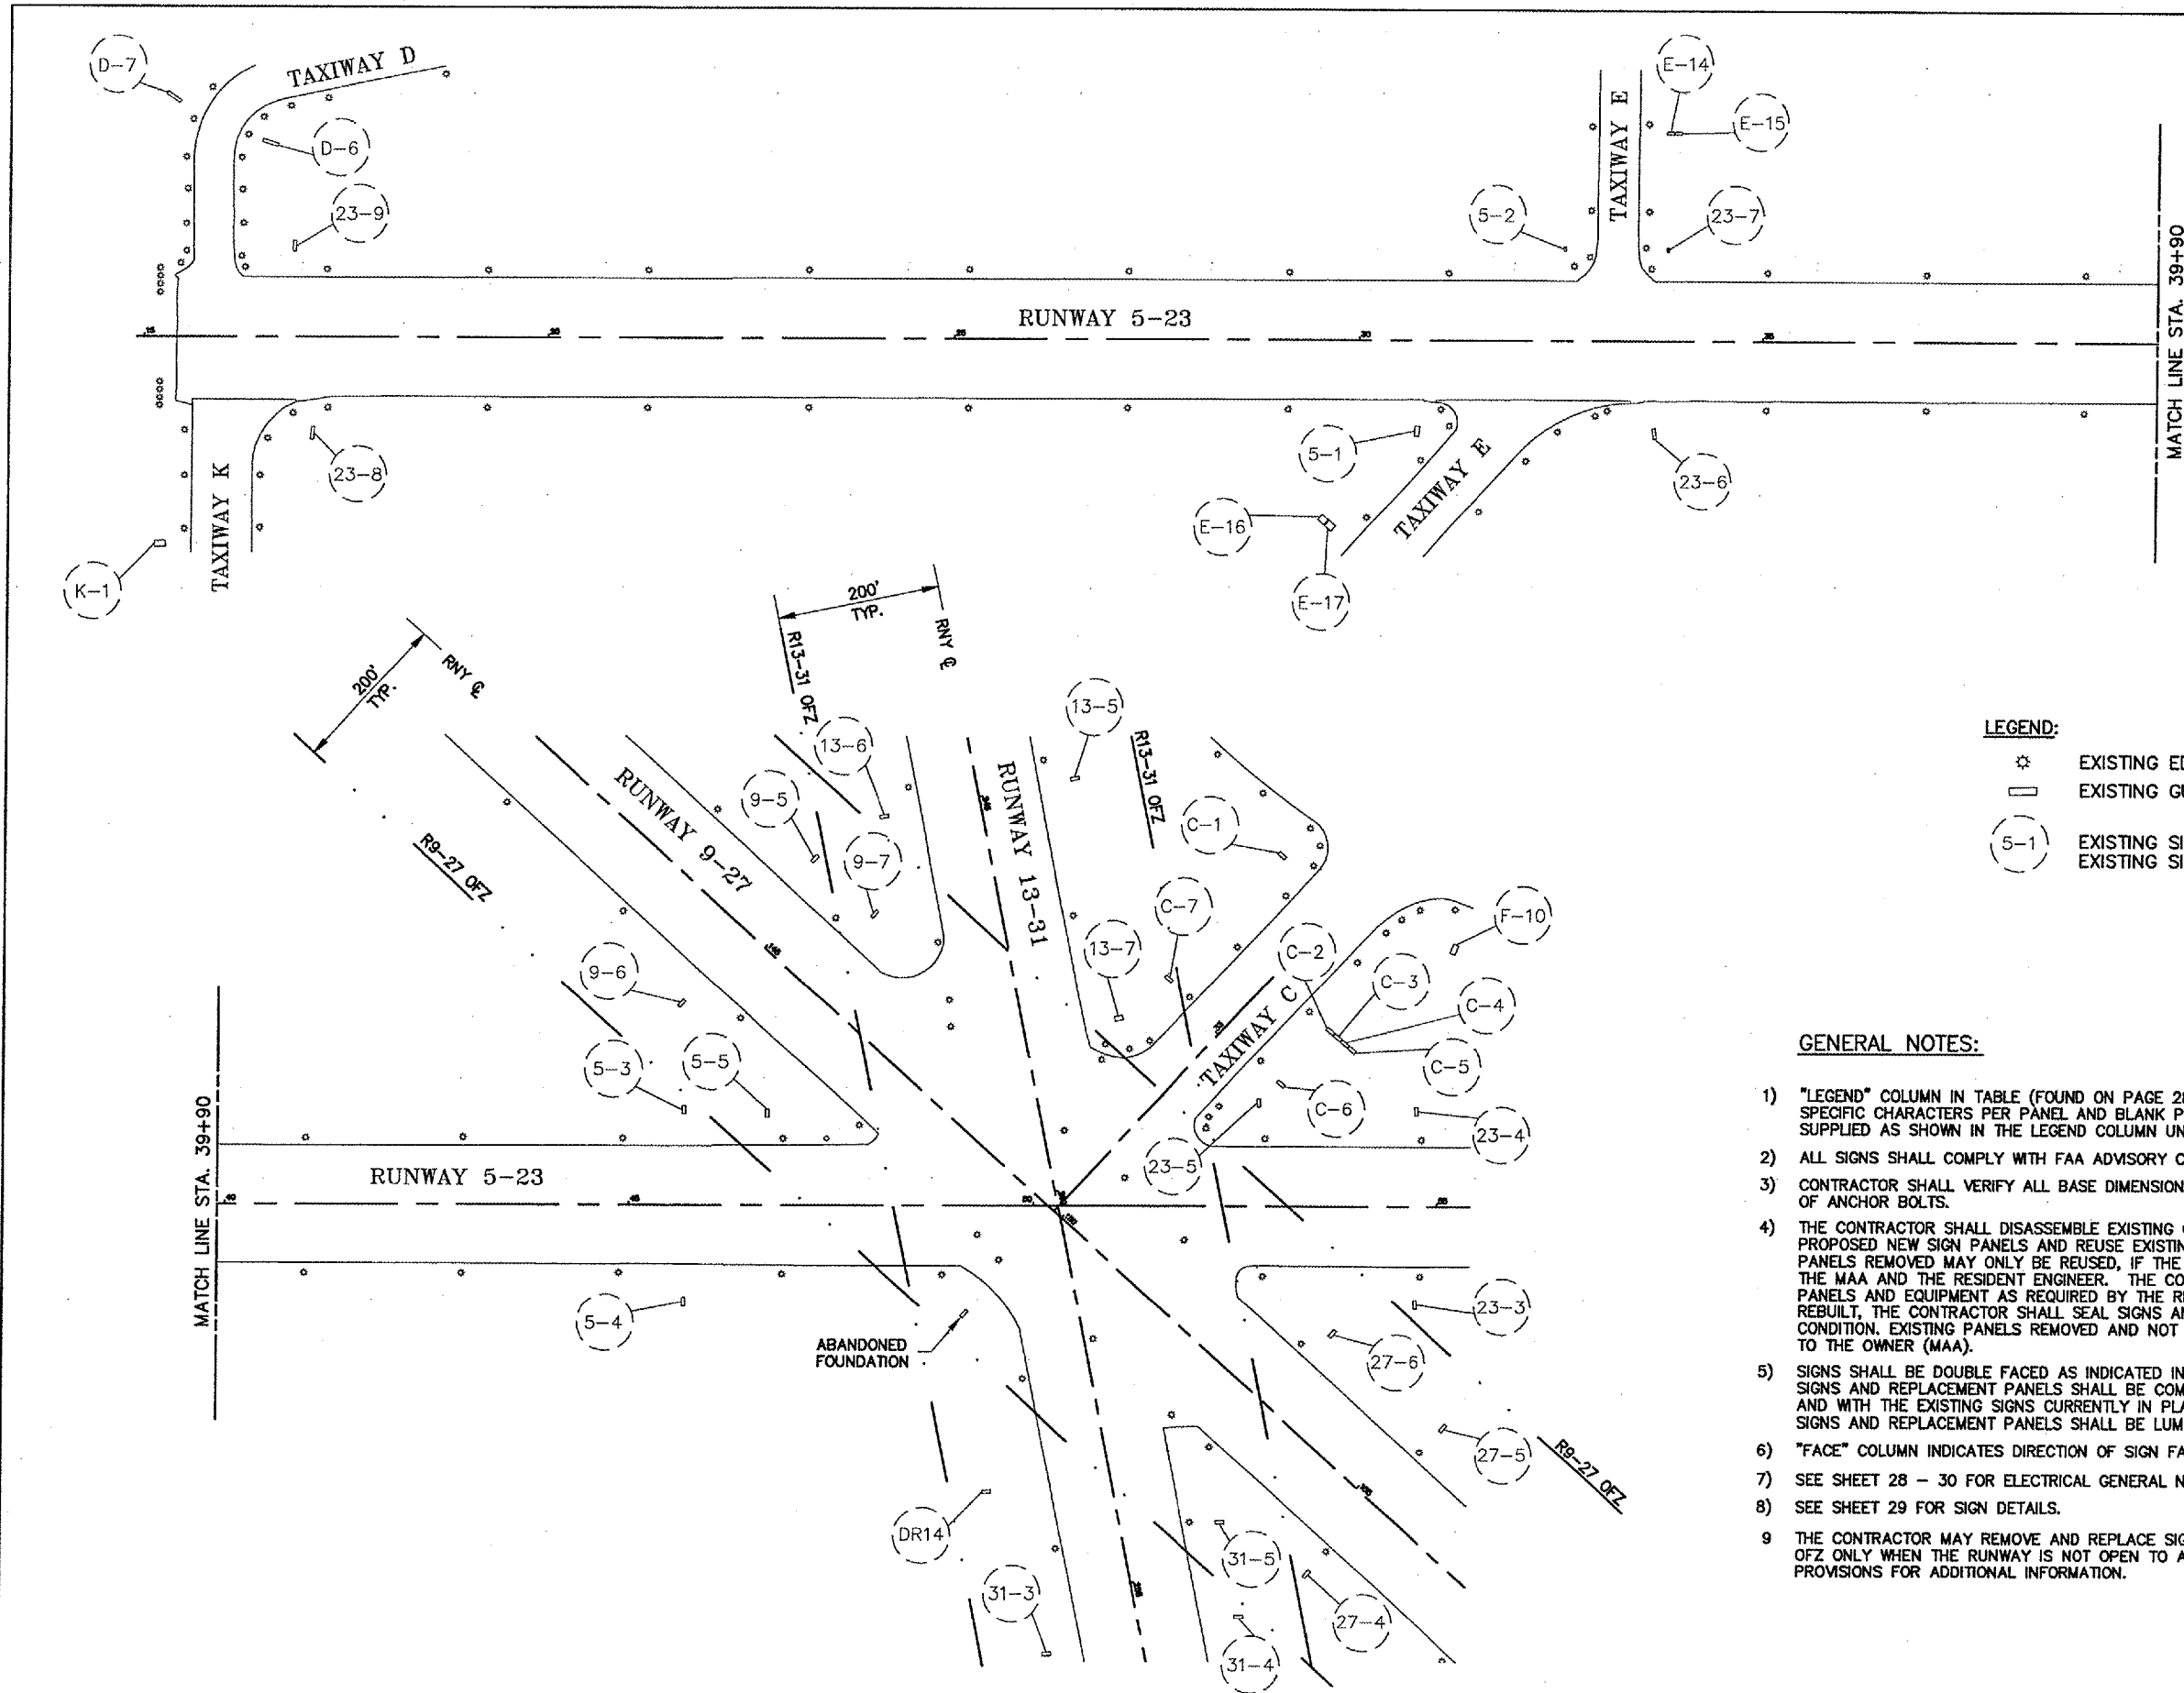 D-7
TAXIWAY D
D-6
23-9
E-14
E-15
TAXIWAY E
5-2
23-7
MATCH LINE STA. 39+90
RUNWAY 5-23
15
20
25
30
35
23-8
TAXIWAY K
K-1
5-1
TAXIWAY E
23-6
E-16
E-17
200'
TYP.
RNY ℄
R13-31 OFZ
200'
TYP.
RNY ℄
13-6
13-5
R13-31 OFZ
9-5
9-7
RUNWAY 9-27
RUNWAY 13-31
C-1
R9-27 OFZ
C-7
13-7
C-2
C-3
C-4
C-5
F-10
9-6
TAXIWAY C
C-6
5-3
5-5
23-4
23-5
MATCH LINE STA. 39+90
RUNWAY 5-23
5-4
ABANDONED
FOUNDATION
23-3
27-6
27-5
R9-27 OFZ
DR14
31-5
31-3
27-4
31-4
LEGEND:
EXISTING
EXISTING
5-1
EXISTING
EXISTING
GENERAL NOTES:
1) "LEGEND" COLUMN IN TABLE (FOUND ON PAGE
SPECIFIC CHARACTERS PER PANEL AND BLANK
SUPPLIED AS SHOWN IN THE LEGEND COLUMN
2) ALL SIGNS SHALL COMPLY WITH FAA ADVISORY
3) CONTRACTOR SHALL VERIFY ALL BASE DIMENSION
OF ANCHOR BOLTS.
4) THE CONTRACTOR SHALL DISASSEMBLE EXISTING
PROPOSED NEW SIGN PANELS AND REUSE EXISTIN
PANELS REMOVED MAY ONLY BE REUSED, IF THE
THE MAA AND THE RESIDENT ENGINEER. THE CO
PANELS AND EQUIPMENT AS REQUIRED BY THE
REBUILT, THE CONTRACTOR SHALL SEAL SIGNS
CONDITION. EXISTING PANELS REMOVED AND NOT
TO THE OWNER (MAA).
5) SIGNS SHALL BE DOUBLE FACED AS INDICATED IN
SIGNS AND REPLACEMENT PANELS SHALL BE COM
AND WITH THE EXISTING SIGNS CURRENTLY IN PLA
SIGNS AND REPLACEMENT PANELS SHALL BE LUM
6) "FACE" COLUMN INDICATES DIRECTION OF SIGN FA
7) SEE SHEET 28 – 30 FOR ELECTRICAL GENERAL
8) SEE SHEET 29 FOR SIGN DETAILS.
9 THE CONTRACTOR MAY REMOVE AND REPLACE SIG
OFZ ONLY WHEN THE RUNWAY IS NOT OPEN TO
PROVISIONS FOR ADDITIONAL INFORMATION.